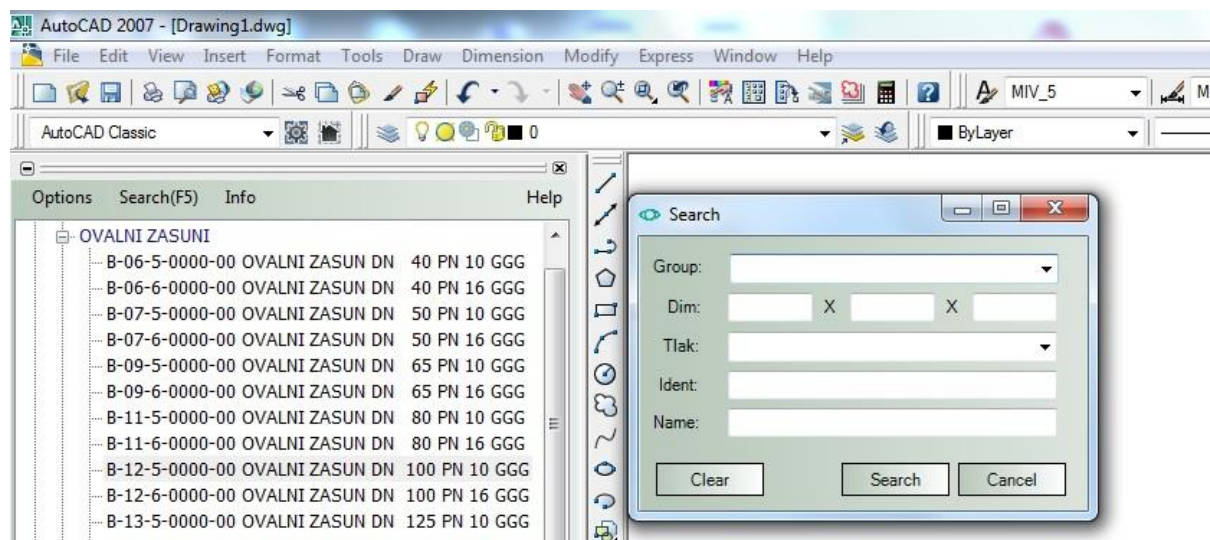 AutoCAD 2007 - [Drawing1.dwg]
File Edit View Insert Format Tools Draw Dimension Modify Express Window Help
MIV_5 M
AutoCAD Classic 0 ByLayer
Options Search(F5) Info Help
OVALNI ZASUNI
B-06-5-0000-00 OVALNI ZASUN DN 40 PN 10 GGG
B-06-6-0000-00 OVALNI ZASUN DN 40 PN 16 GGG
B-07-5-0000-00 OVALNI ZASUN DN 50 PN 10 GGG
B-07-6-0000-00 OVALNI ZASUN DN 50 PN 16 GGG
B-09-5-0000-00 OVALNI ZASUN DN 65 PN 10 GGG
B-09-6-0000-00 OVALNI ZASUN DN 65 PN 16 GGG
B-11-5-0000-00 OVALNI ZASUN DN 80 PN 10 GGG
B-11-6-0000-00 OVALNI ZASUN DN 80 PN 16 GGG
B-12-5-0000-00 OVALNI ZASUN DN 100 PN 10 GGG
B-12-6-0000-00 OVALNI ZASUN DN 100 PN 16 GGG
B-13-5-0000-00 OVALNI ZASUN DN 125 PN 10 GGG
Search
Group:
Dim: X X
Tlak:
Ident:
Name:
Clear Search Cancel